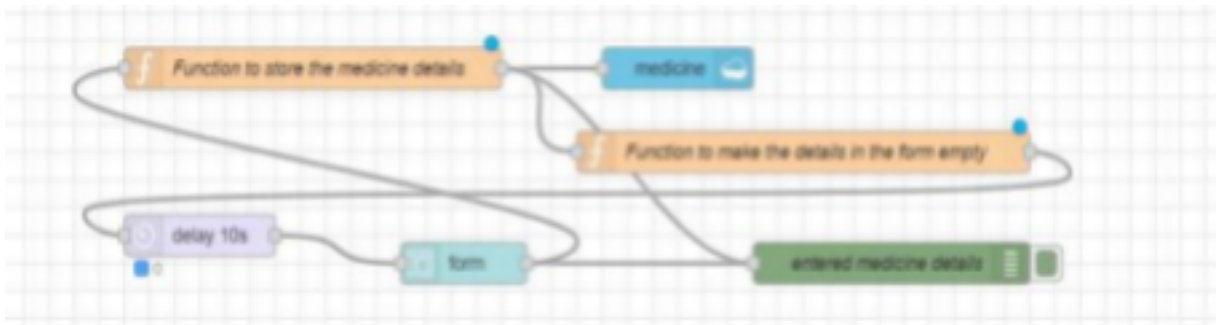 Function to store the medicine details
medicine
Function to make the details in the form empty
delay 10s
form
entered medicine details
0